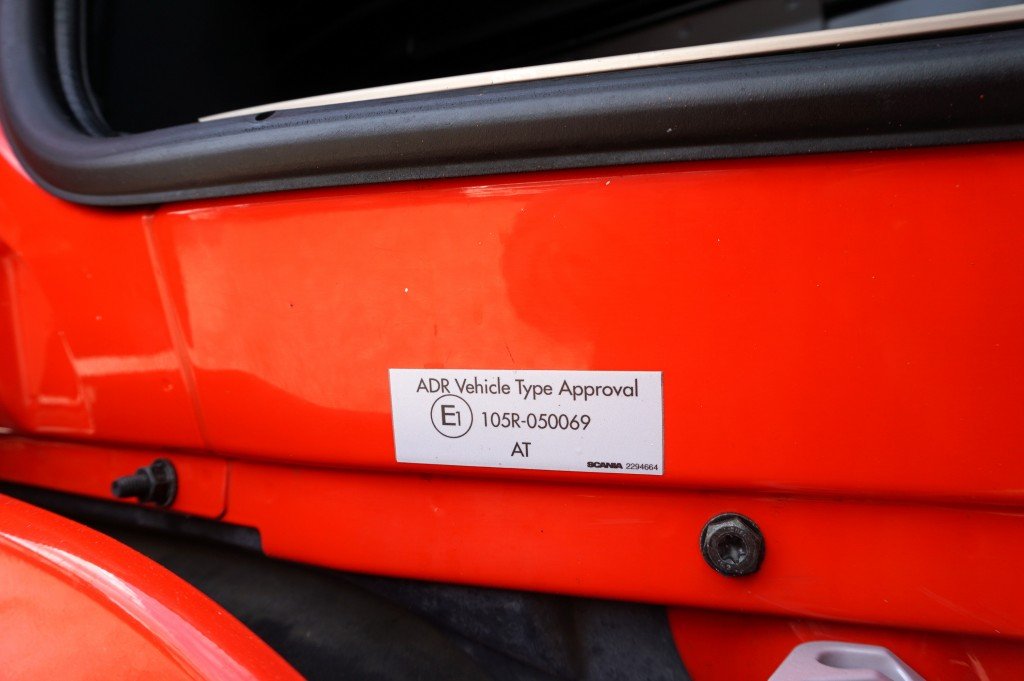 ADR Vehicle Type Approval
E1 105R-050069
AT
SCANIA 2294664